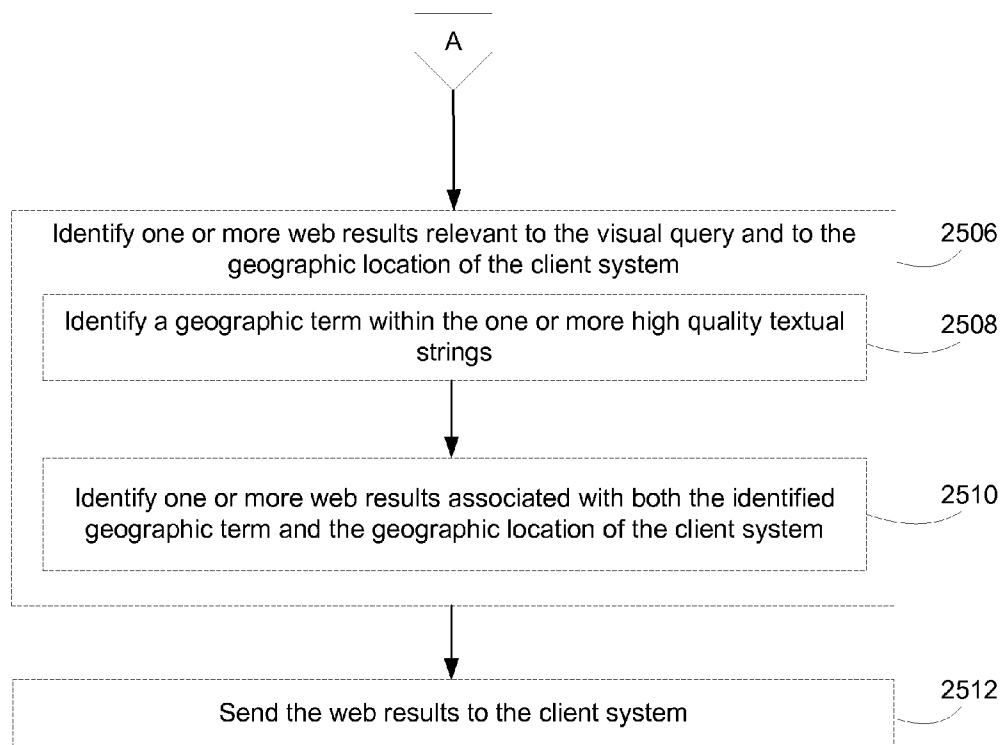 A
Identify one or more web results relevant to the visual query and to the
geographic location of the client system
2506
Identify a geographic term within the one or more high quality textual
strings
2508
Identify one or more web results associated with both the identified
geographic term and the geographic location of the client system
2510
Send the web results to the client system
2512